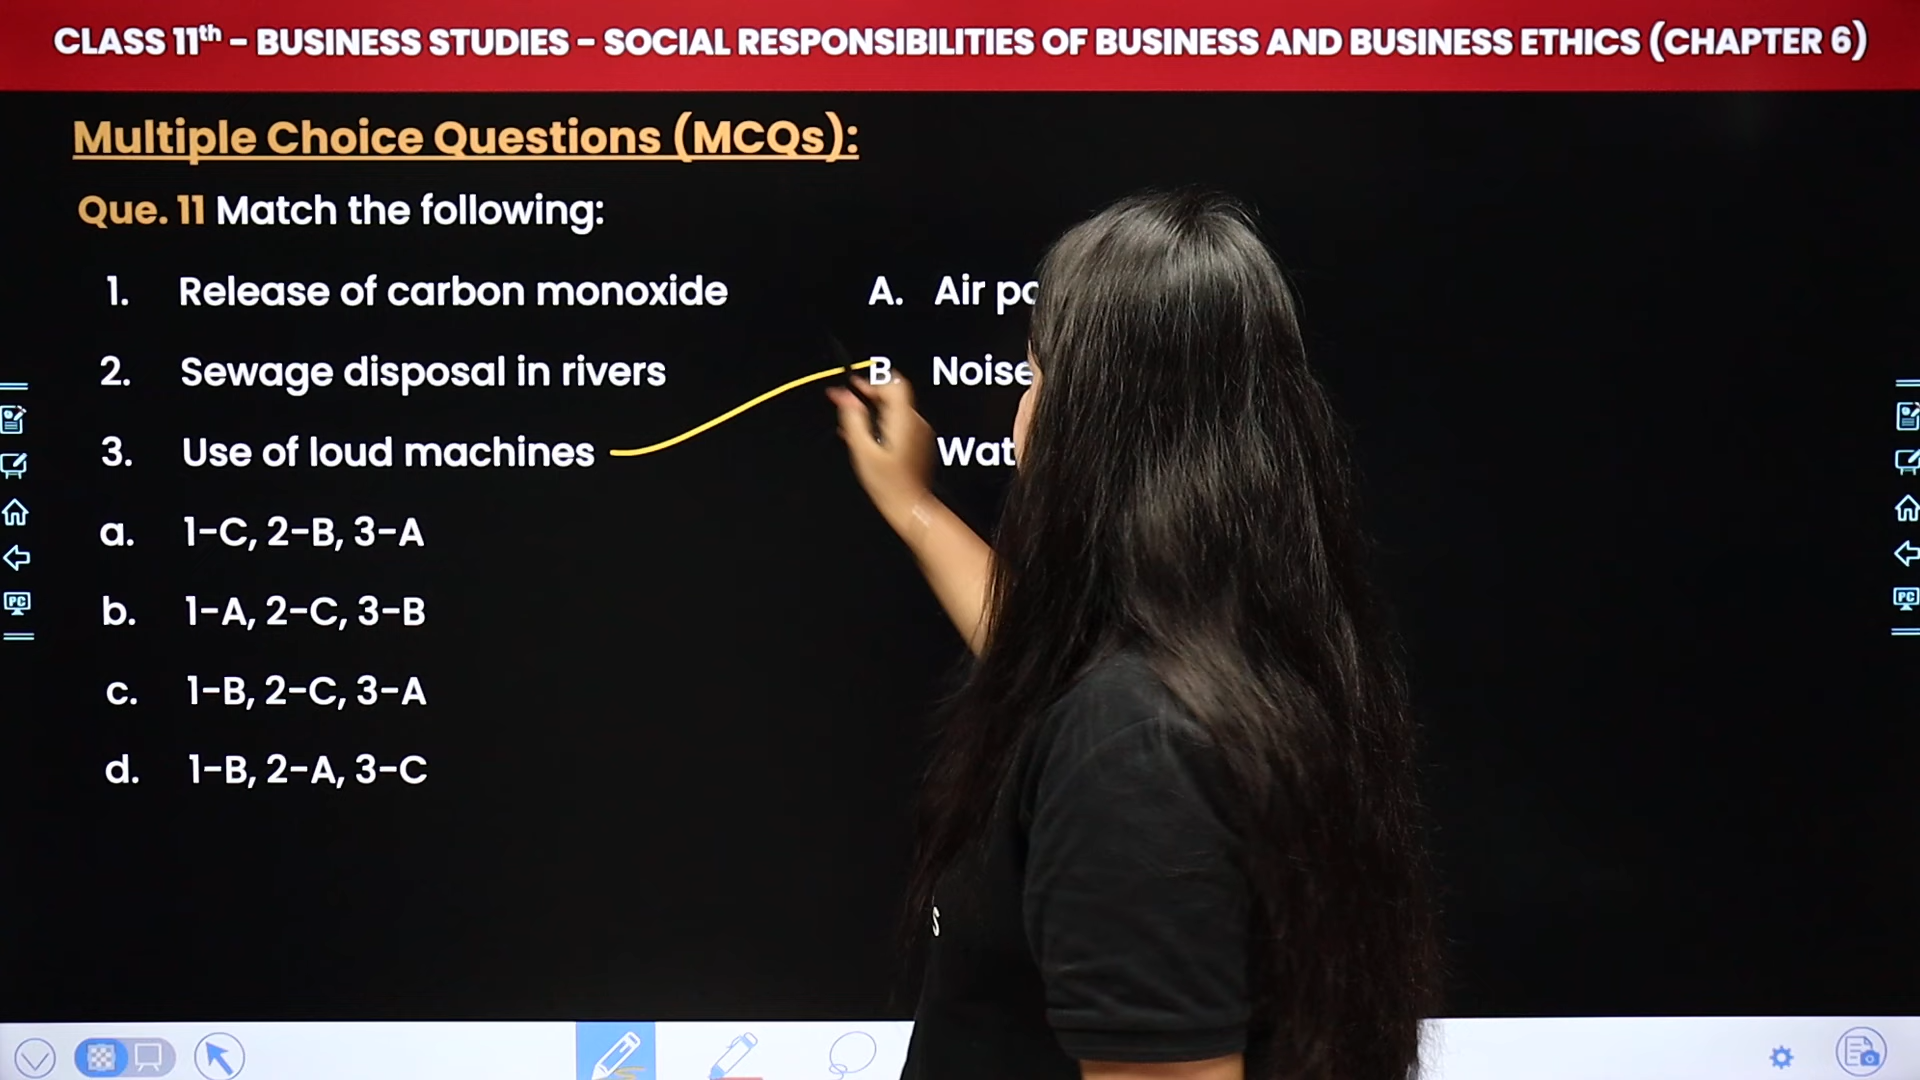 CLASS 11th - BUSINESS STUDIES - SOCIAL RESPONSIBILITIES OF BUSINESS AND BUSINESS ETHICS (CHAPTER 6)
Multiple Choice Questions (MCQs):
Que. 11 Match the following:
1. Release of carbon monoxide A. Air
2. Sewage disposal in rivers B. Noise
3. Use of loud machines
a. 1-C, 2-B, 3-A
b. 1-A, 2-C, 3-B
c. 1-B, 2-C, 3-A
d. 1-B, 2-A, 3-C
PC
PC
S